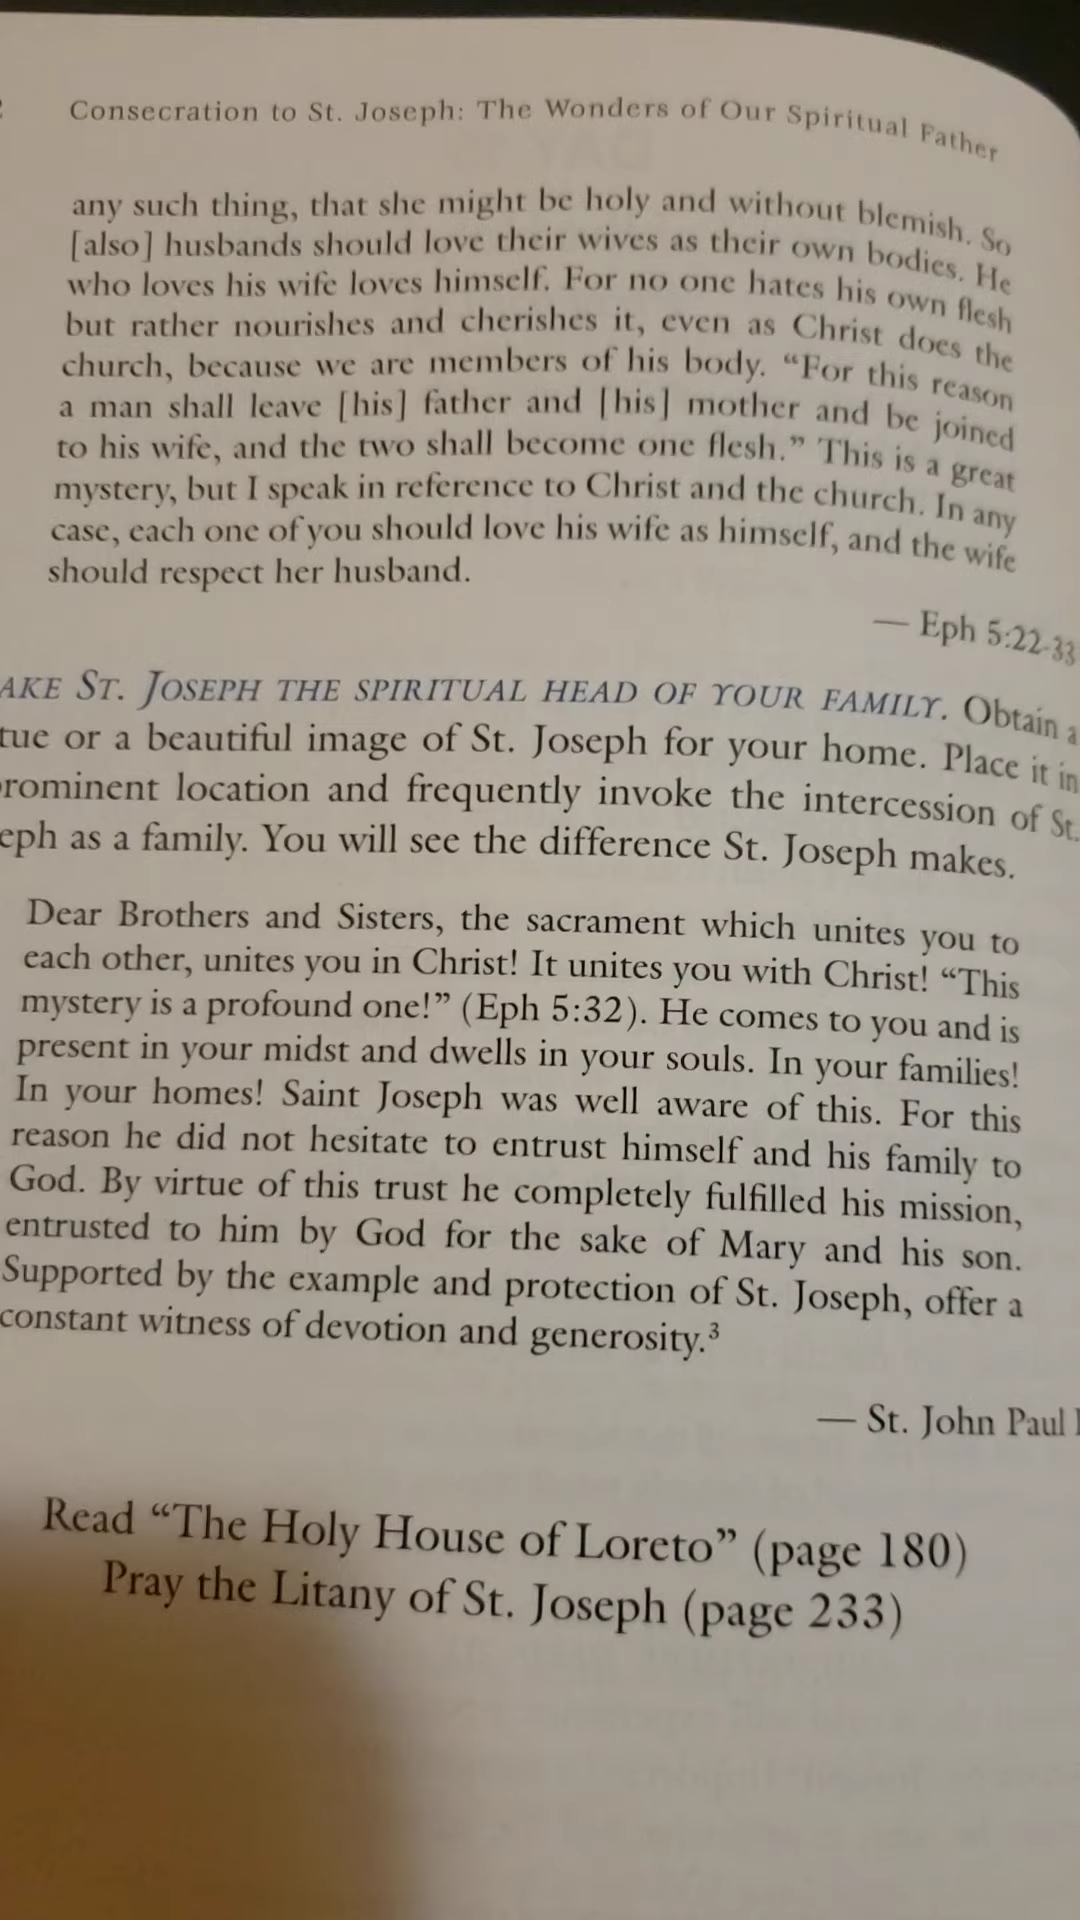 Consecration to St. Joseph: The Wonders of Our Spiritual Father
any such thing, that she might be holy and without blemish. So
[also] husbands should love their wives as their own bodies. He
who loves his wife loves himself. For no one hates his own flesh
but rather nourishes and cherishes it, even as Christ does the
church, because we are members of his body. “For this reason
a man shall leave [his] father and [his] mother and be joined
to his wife, and the two shall become one flesh.” This is a great
mystery, but I speak in reference to Christ and the church. In any
case, each one of you should love his wife as himself, and the wife
should respect her husband.
— Eph 5:22-33
AKE ST. JOSEPH THE SPIRITUAL HEAD OF YOUR FAMILY. Obtain a
tue or a beautiful image of St. Joseph for your home. Place it in
rominent location and frequently invoke the intercession of St.
eph as a family. You will see the difference St. Joseph makes.
Dear Brothers and Sisters, the sacrament which unites you to
each other, unites you in Christ! It unites you with Christ! “This
mystery is a profound one!” (Eph 5:32). He comes to you and is
present in your midst and dwells in your souls. In your families!
In your homes! Saint Joseph was well aware of this. For this
reason he did not hesitate to entrust himself and his family to
God. By virtue of this trust he completely fulfilled his mission,
entrusted to him by God for the sake of Mary and his son.
Supported by the example and protection of St. Joseph, offer a
constant witness of devotion and generosity.³
— St. John Paul
Read “The Holy House of Loreto” (page 180)
Pray the Litany of St. Joseph (page 233)